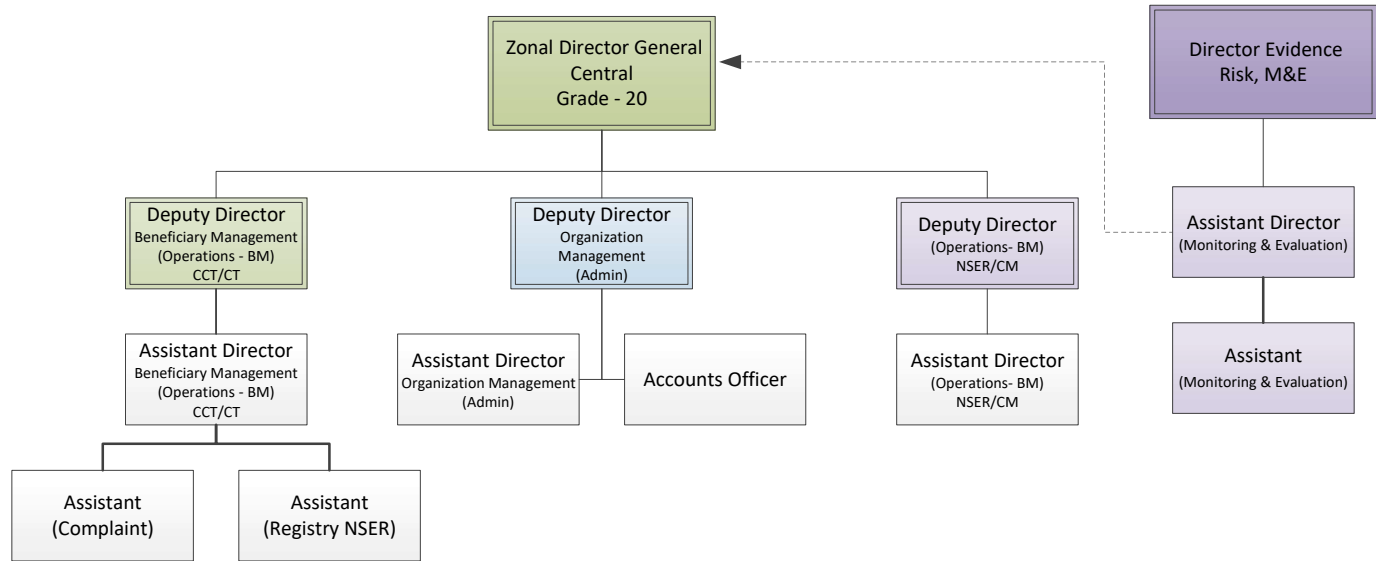 Zonal Director General
Central
Grade - 20
Director Evidence
Risk, M&E
Deputy Director
Beneficiary Management
(Operations - BM)
CCT/CT
Deputy Director
Organization
Management
(Admin)
Deputy Director
(Operations- BM)
NSER/CM
Assistant Director
(Monitoring & Evaluation)
Assistant Director
Beneficiary Management
(Operations - BM)
CCT/CT
Assistant Director
Organization Management
(Admin)
Accounts Officer
Assistant Director
(Operations- BM)
NSER/CM
Assistant
(Monitoring & Evaluation)
Assistant
(Complaint)
Assistant
(Registry NSER)